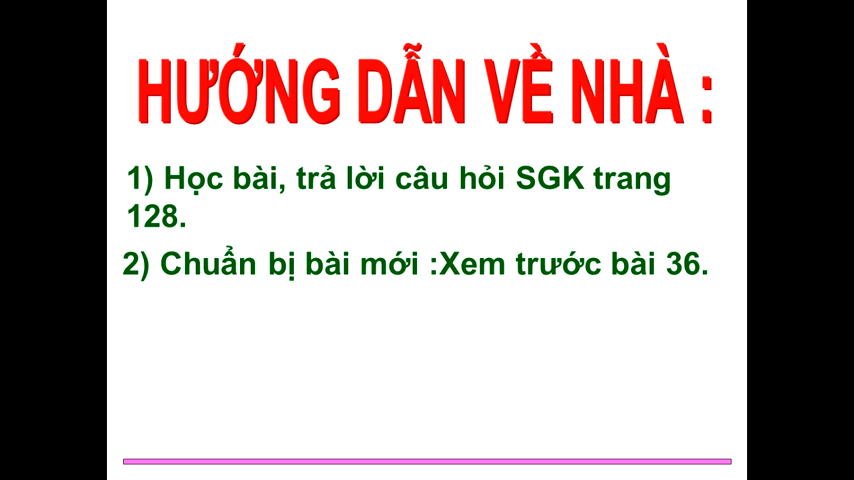 HƯỚNG DẪN VỀ NHÀ :
1) Học bài, trả lời câu hỏi SGK trang
128.
2) Chuẩn bị bài mới :Xem trước bài 36.